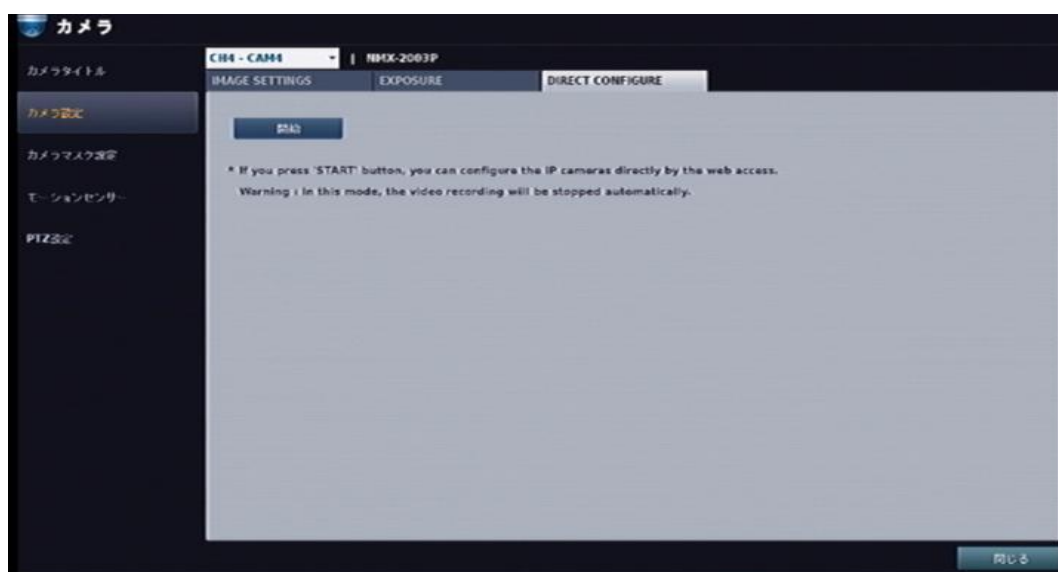 カメラ
CH4 - CAM4 | NMX-2003P
カメラタイトル
IMAGE SETTINGS EXPOSURE DIRECT CONFIGURE
カメラ設定
開始
カメラマスク設定
* If you press 'START' button, you can configure the IP cameras directly by the web access.
Warning : In this mode, the video recording will be stopped automatically.
モーションセンサー
PTZ設定
閉じる